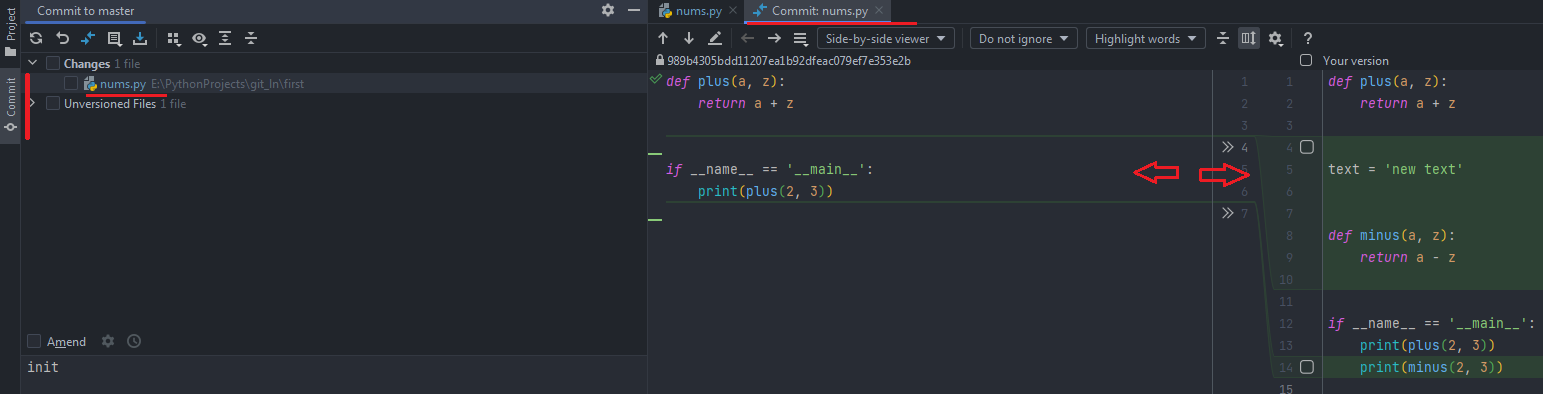 Project
Commit
Commit to master
Changes 1 file
nums.py E:\PythonProjects\git_ln\first
Unversioned Files 1 file
Amend
init
nums.py
Commit: nums.py
Side-by-side viewer
Do not ignore
Highlight words
?
989b4305bdd11207ea1b92dfeac079ef7e353e2b
def plus(a, z):
return a + z
if __name__ == '__main__':
print(plus(2, 3))
1
2
3
4
5
6
7
Your version
1 def plus(a, z):
2 return a + z
3
4
5 text = 'new text'
6
7
8 def minus(a, z):
9 return a - z
10
11
12 if __name__ == '__main__':
13 print(plus(2, 3))
14 print(minus(2, 3))
15